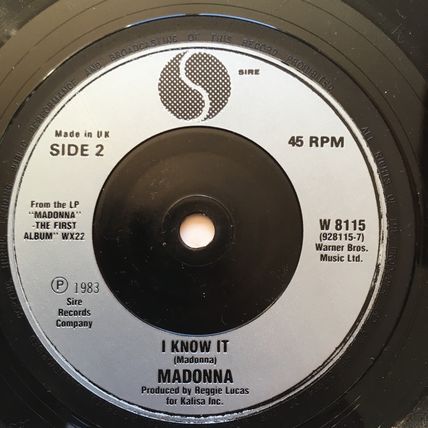 SIRE
Made in UK
SIDE 2
45 RPM
From the LP
"MADONNA"
-THE FIRST
ALBUM" WX22
W 8115
(928115-7)
Warner Bros.
Music Ltd.
Ⓟ 1983
Sire
Records
Company
I KNOW IT
(Madonna)
MADONNA
Produced by Reggie Lucas
for Kalisa Inc.